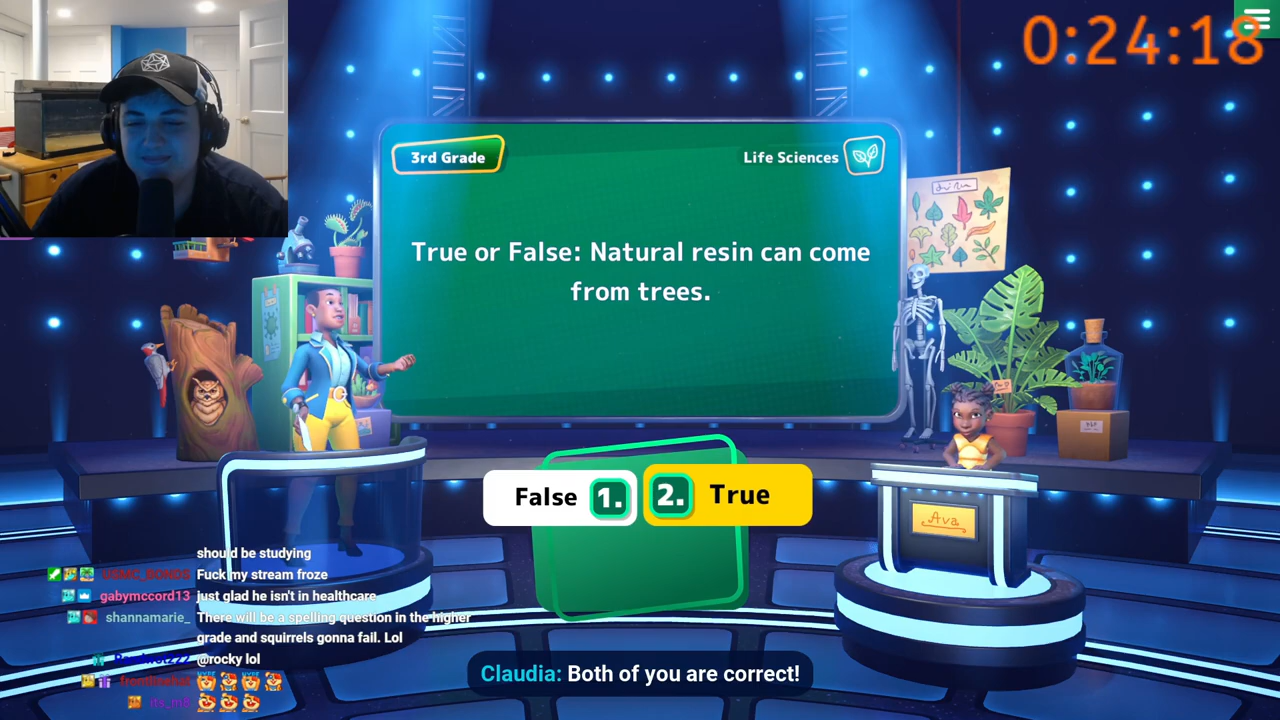 0:24:18
3rd Grade
Life Sciences
True or False: Natural resin can come
from trees.
False 1.
2. True
Ava
should be studying
USMC_BONDS Fuck my stream froze
gabymccord13 just glad he isn't in healthcare
shannamarie_ There will be a spelling question in the higher
grade and squirrels gonna fail. Lol
@rocky lol
frontlinehat
its_m8
Claudia: Both of you are correct!